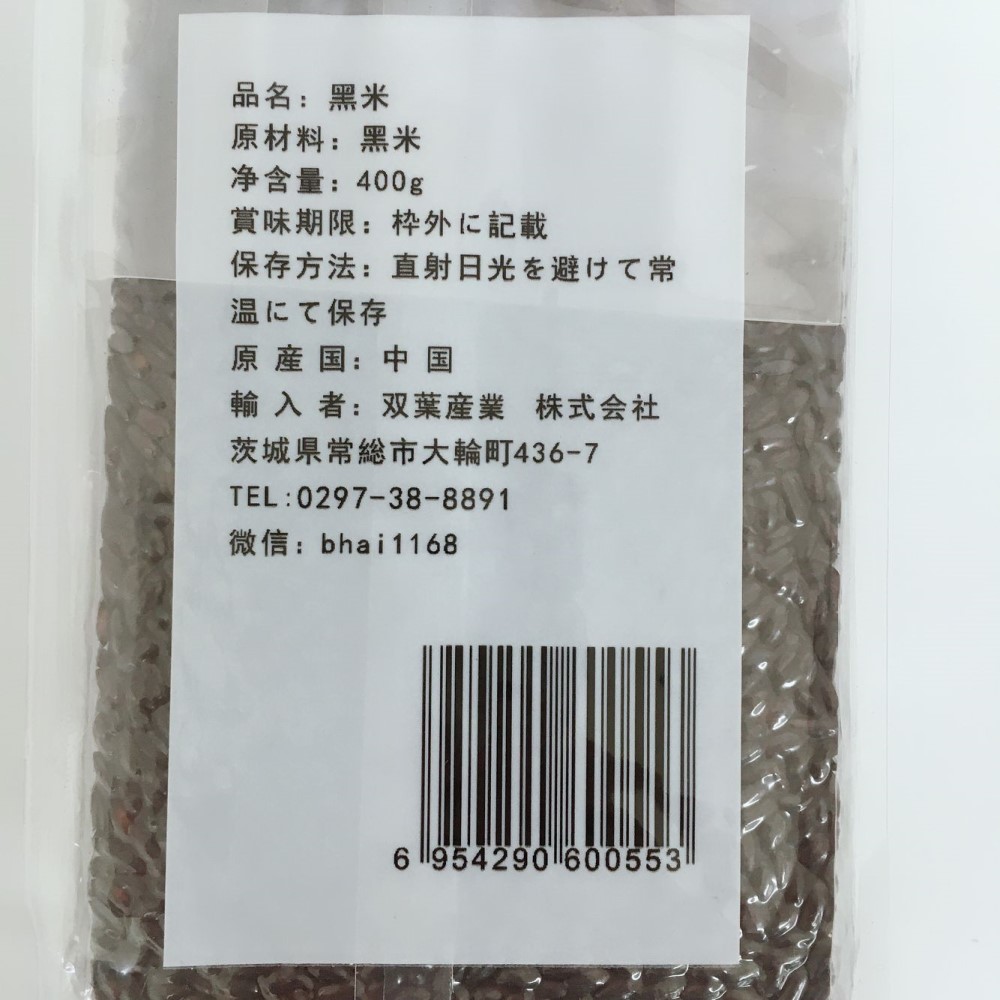 品名：黑米
原材料：黑米
净含量：400g
賞味期限：枠外に記載
保存方法：直射日光を避けて常
温にて保存
原産国：中国
輸入者：双葉産業　株式会社
茨城県常総市大輪町436-7
TEL:0297-38-8891
微信：bhai1168
6 954290 600553